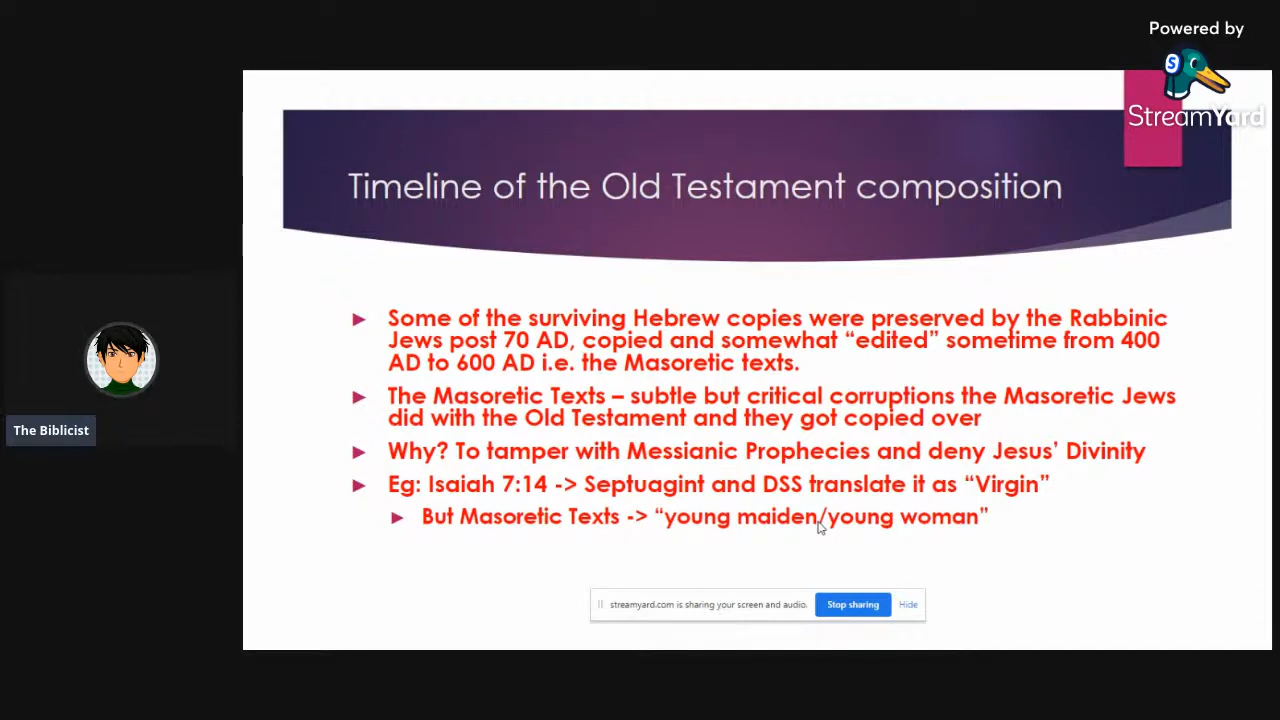 Powered by
StreamYard
Timeline of the Old Testament composition
Some of the surviving Hebrew copies were preserved by the Rabbinic
Jews post 70 AD, copied and somewhat “edited” sometime from 400
AD to 600 AD i.e. the Masoretic texts.
The Masoretic Texts – subtle but critical corruptions the Masoretic Jews
did with the Old Testament and they got copied over
Why? To tamper with Messianic Prophecies and deny Jesus’ Divinity
Eg: Isaiah 7:14 -> Septuagint and DSS translate it as “Virgin”
But Masoretic Texts -> “young maiden/young woman”
The Biblicist
streamyard.com is sharing your screen and audio. Stop sharing Hide